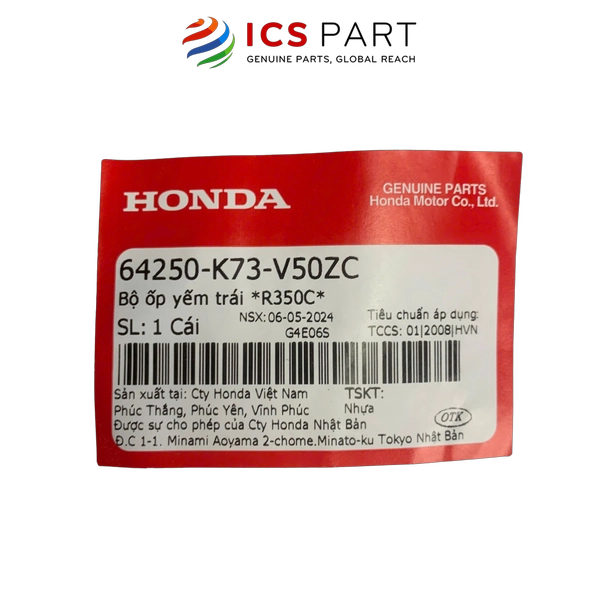 ICS PART
GENUINE PARTS, GLOBAL REACH
HONDA
GENUINE PARTS
Honda Motor Co., Ltd.
64250-K73-V50ZC
Bộ ốp yếm trái *R350C*
SL: 1 Cái
NSX: 06-05-2024
G4E06S
Tiêu chuẩn áp dụng:
TCCS: 01|2008|HVN
Sản xuất tại: Cty Honda Việt Nam
Phúc Thắng, Phúc Yên, Vĩnh Phúc
TSKT:
Nhựa
Được sự cho phép của Cty Honda Nhật Bản
Đ.C 1-1. Minami Aoyama 2-chome.Minato-ku Tokyo Nhật Bản
OTK